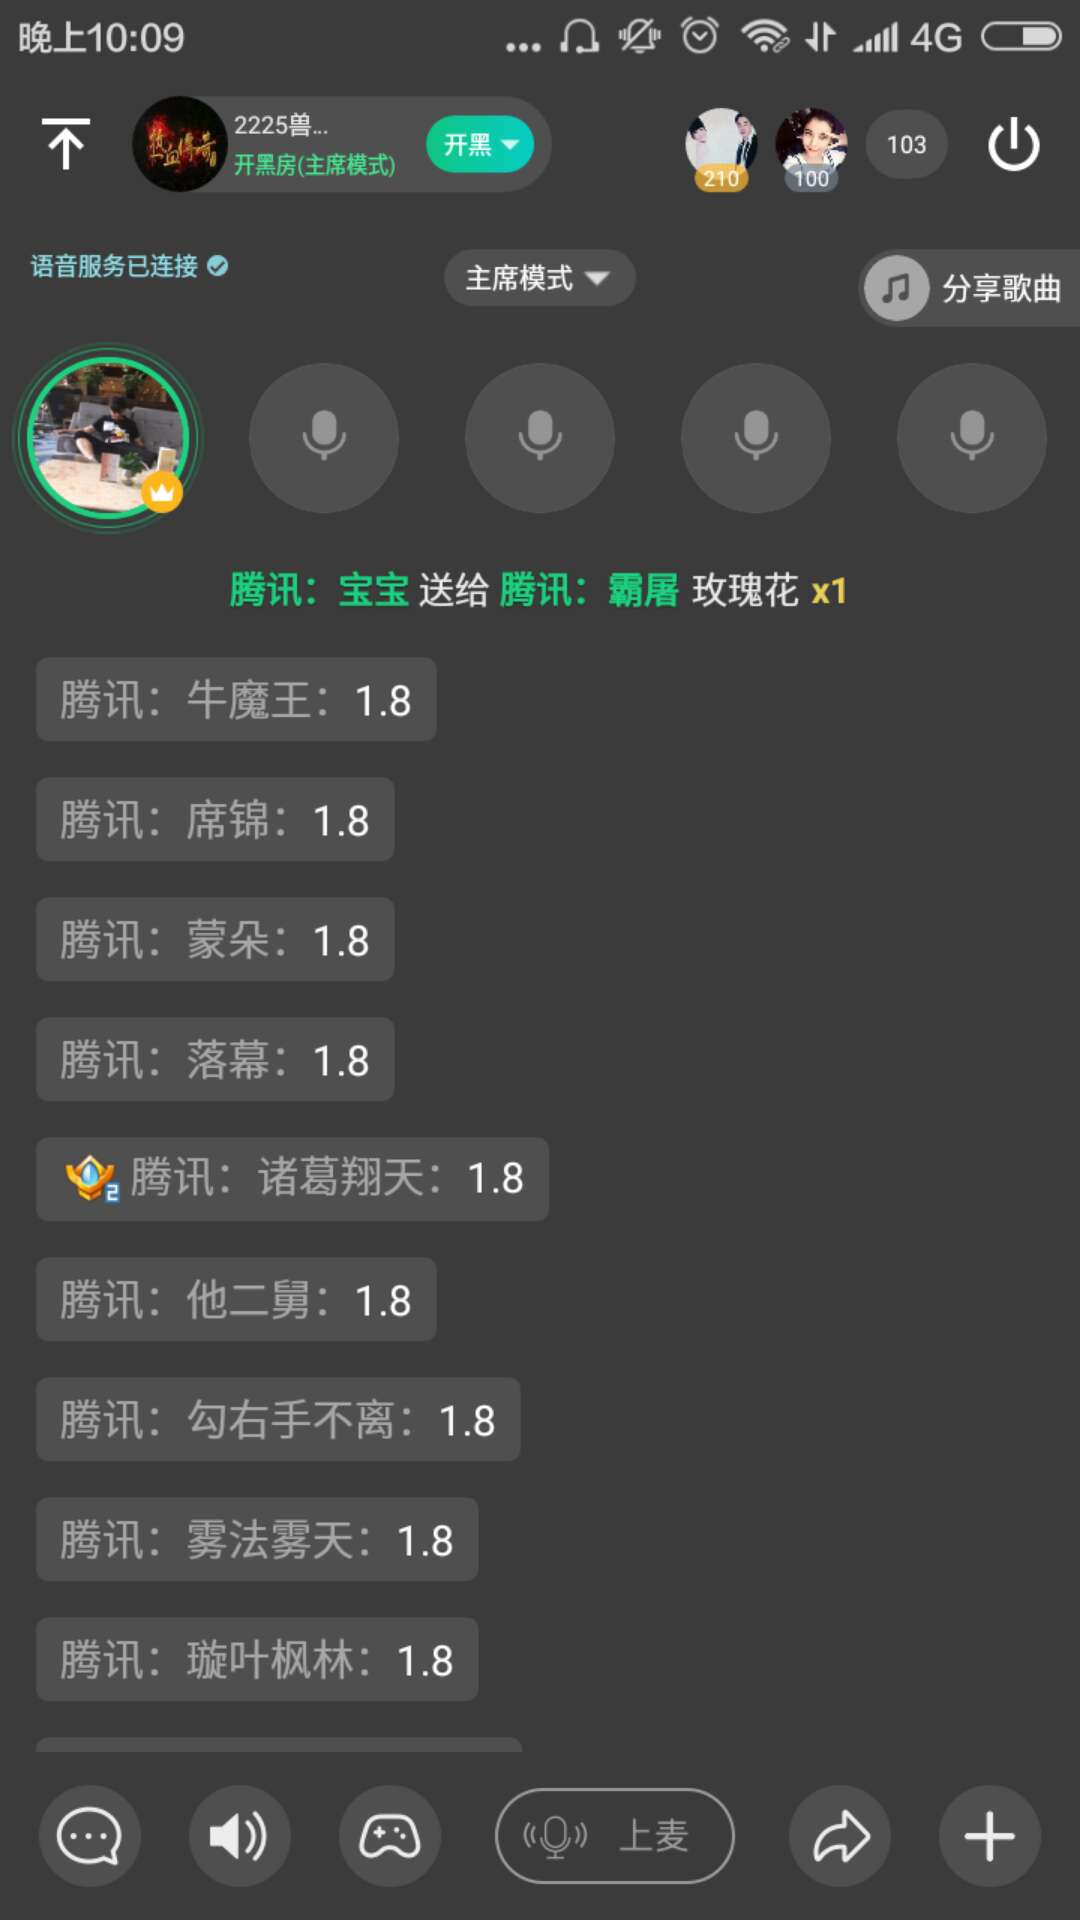 晚上10:09
4G
热血传奇
2225兽...
开黑房(主席模式)
开黑
210
100
103
语音服务已连接
主席模式
分享歌曲
腾讯：宝宝 送给 腾讯：霸屠 玫瑰花 x1
腾讯：牛魔王：1.8
腾讯：席锦：1.8
腾讯：蒙朵：1.8
腾讯：落幕：1.8
2 腾讯：诸葛翔天：1.8
腾讯：他二舅：1.8
腾讯：勾右手不离：1.8
腾讯：雾法雾天：1.8
腾讯：璇叶枫林：1.8
上麦